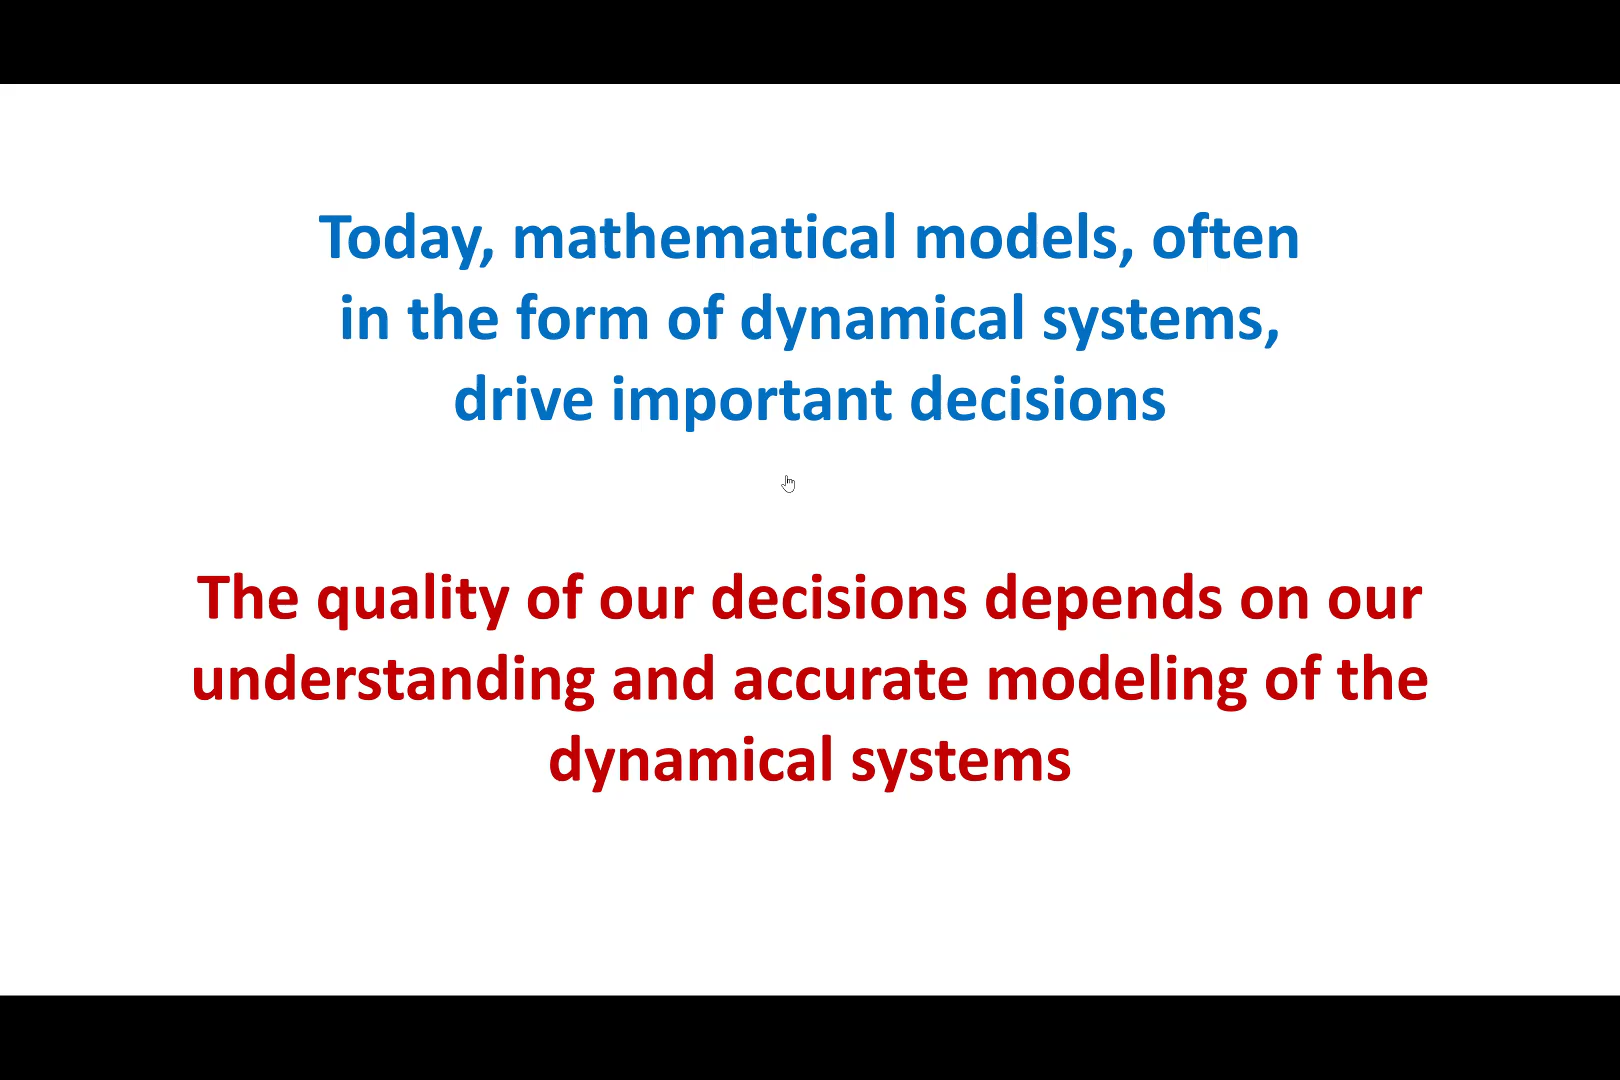 Today, mathematical models, often
in the form of dynamical systems,
drive important decisions
The quality of our decisions depends on our
understanding and accurate modeling of the
dynamical systems